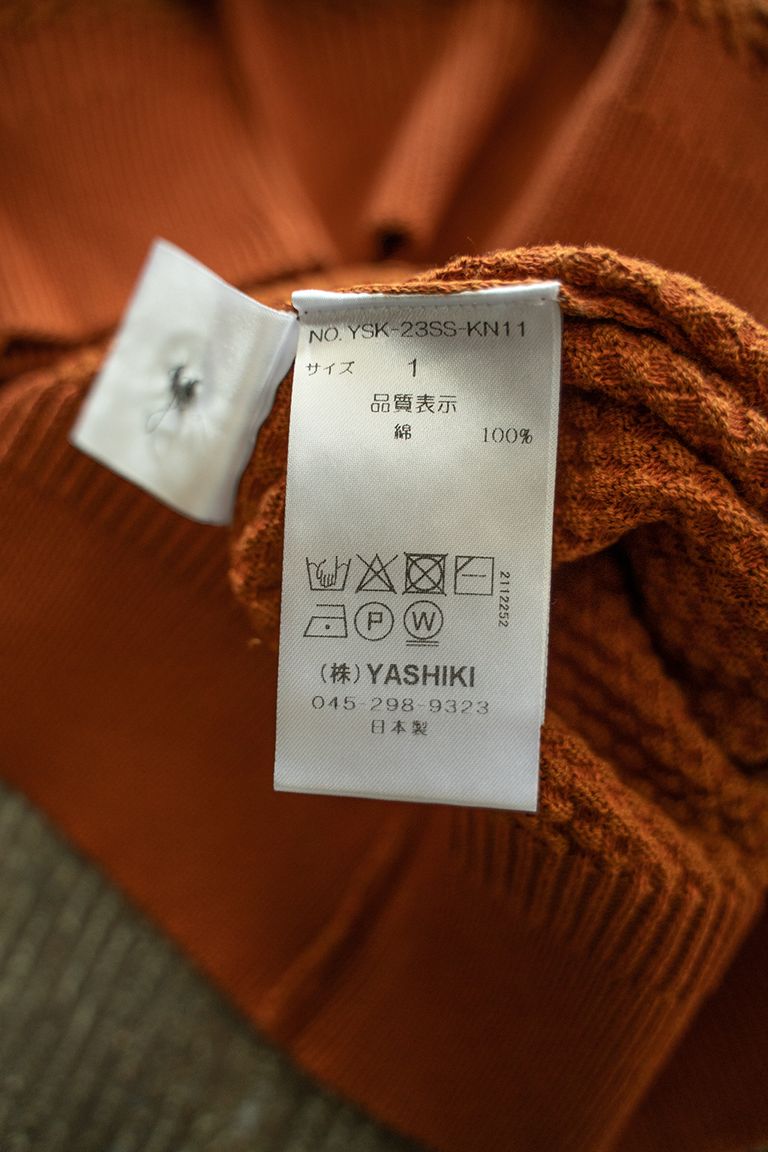 NO. YSK-23SS-KN11
サイズ 1
品質表示
綿 100%
2112252
P W
(株)YASHIKI
045-298-9323
日本製